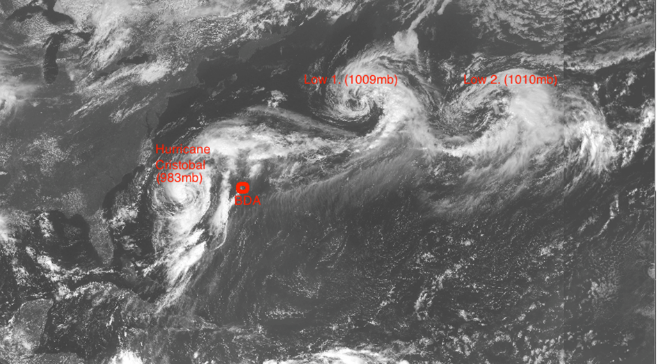 Low 1 (1009mb)
Low 2 (1010mb)
Hurricane
Cristobal
(983mb)
BDA